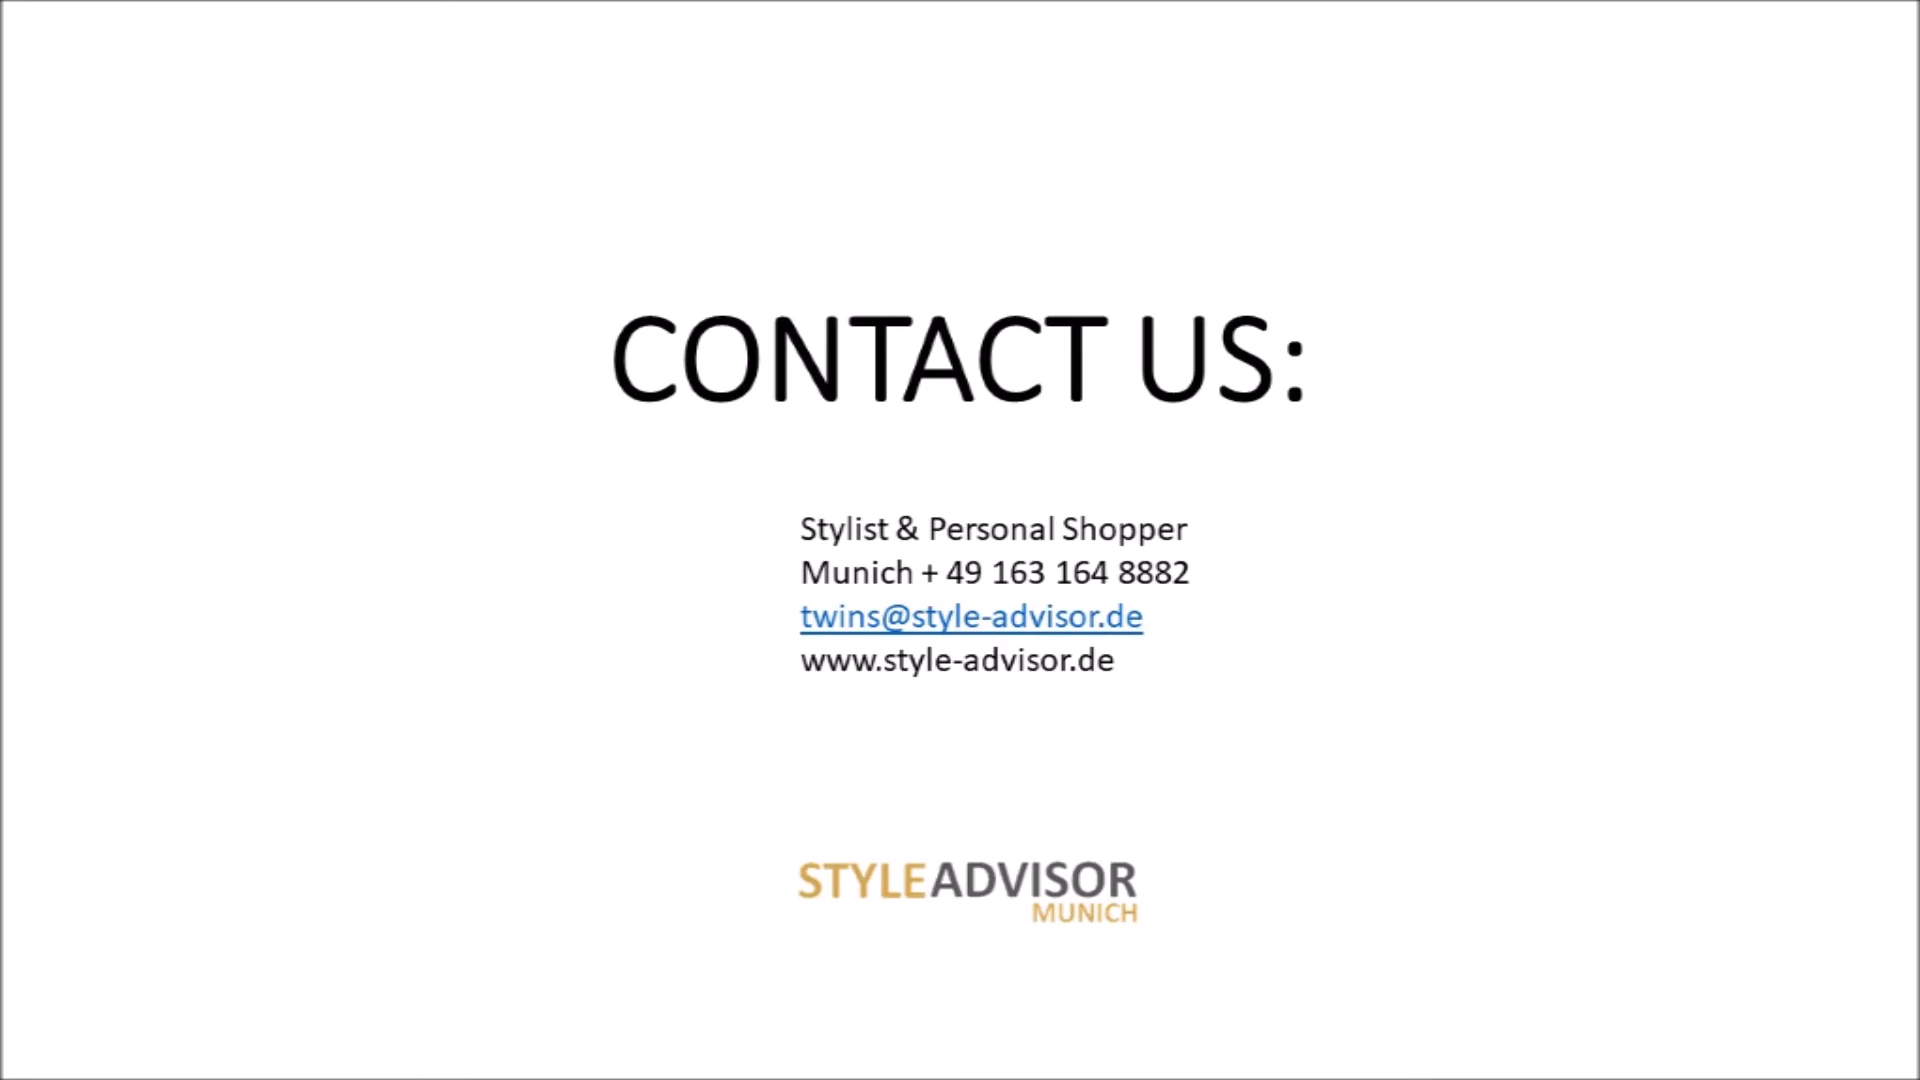 CONTACT US:
Stylist & Personal Shopper
Munich + 49 163 164 8882
twins@style-advisor.de
www.style-advisor.de
STYLEADVISOR
MUNICH